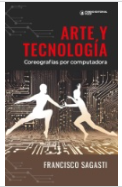 ARTE Y
TECNOLOGÍA
Coreografías por computadora
FRANCISCO SAGASTI